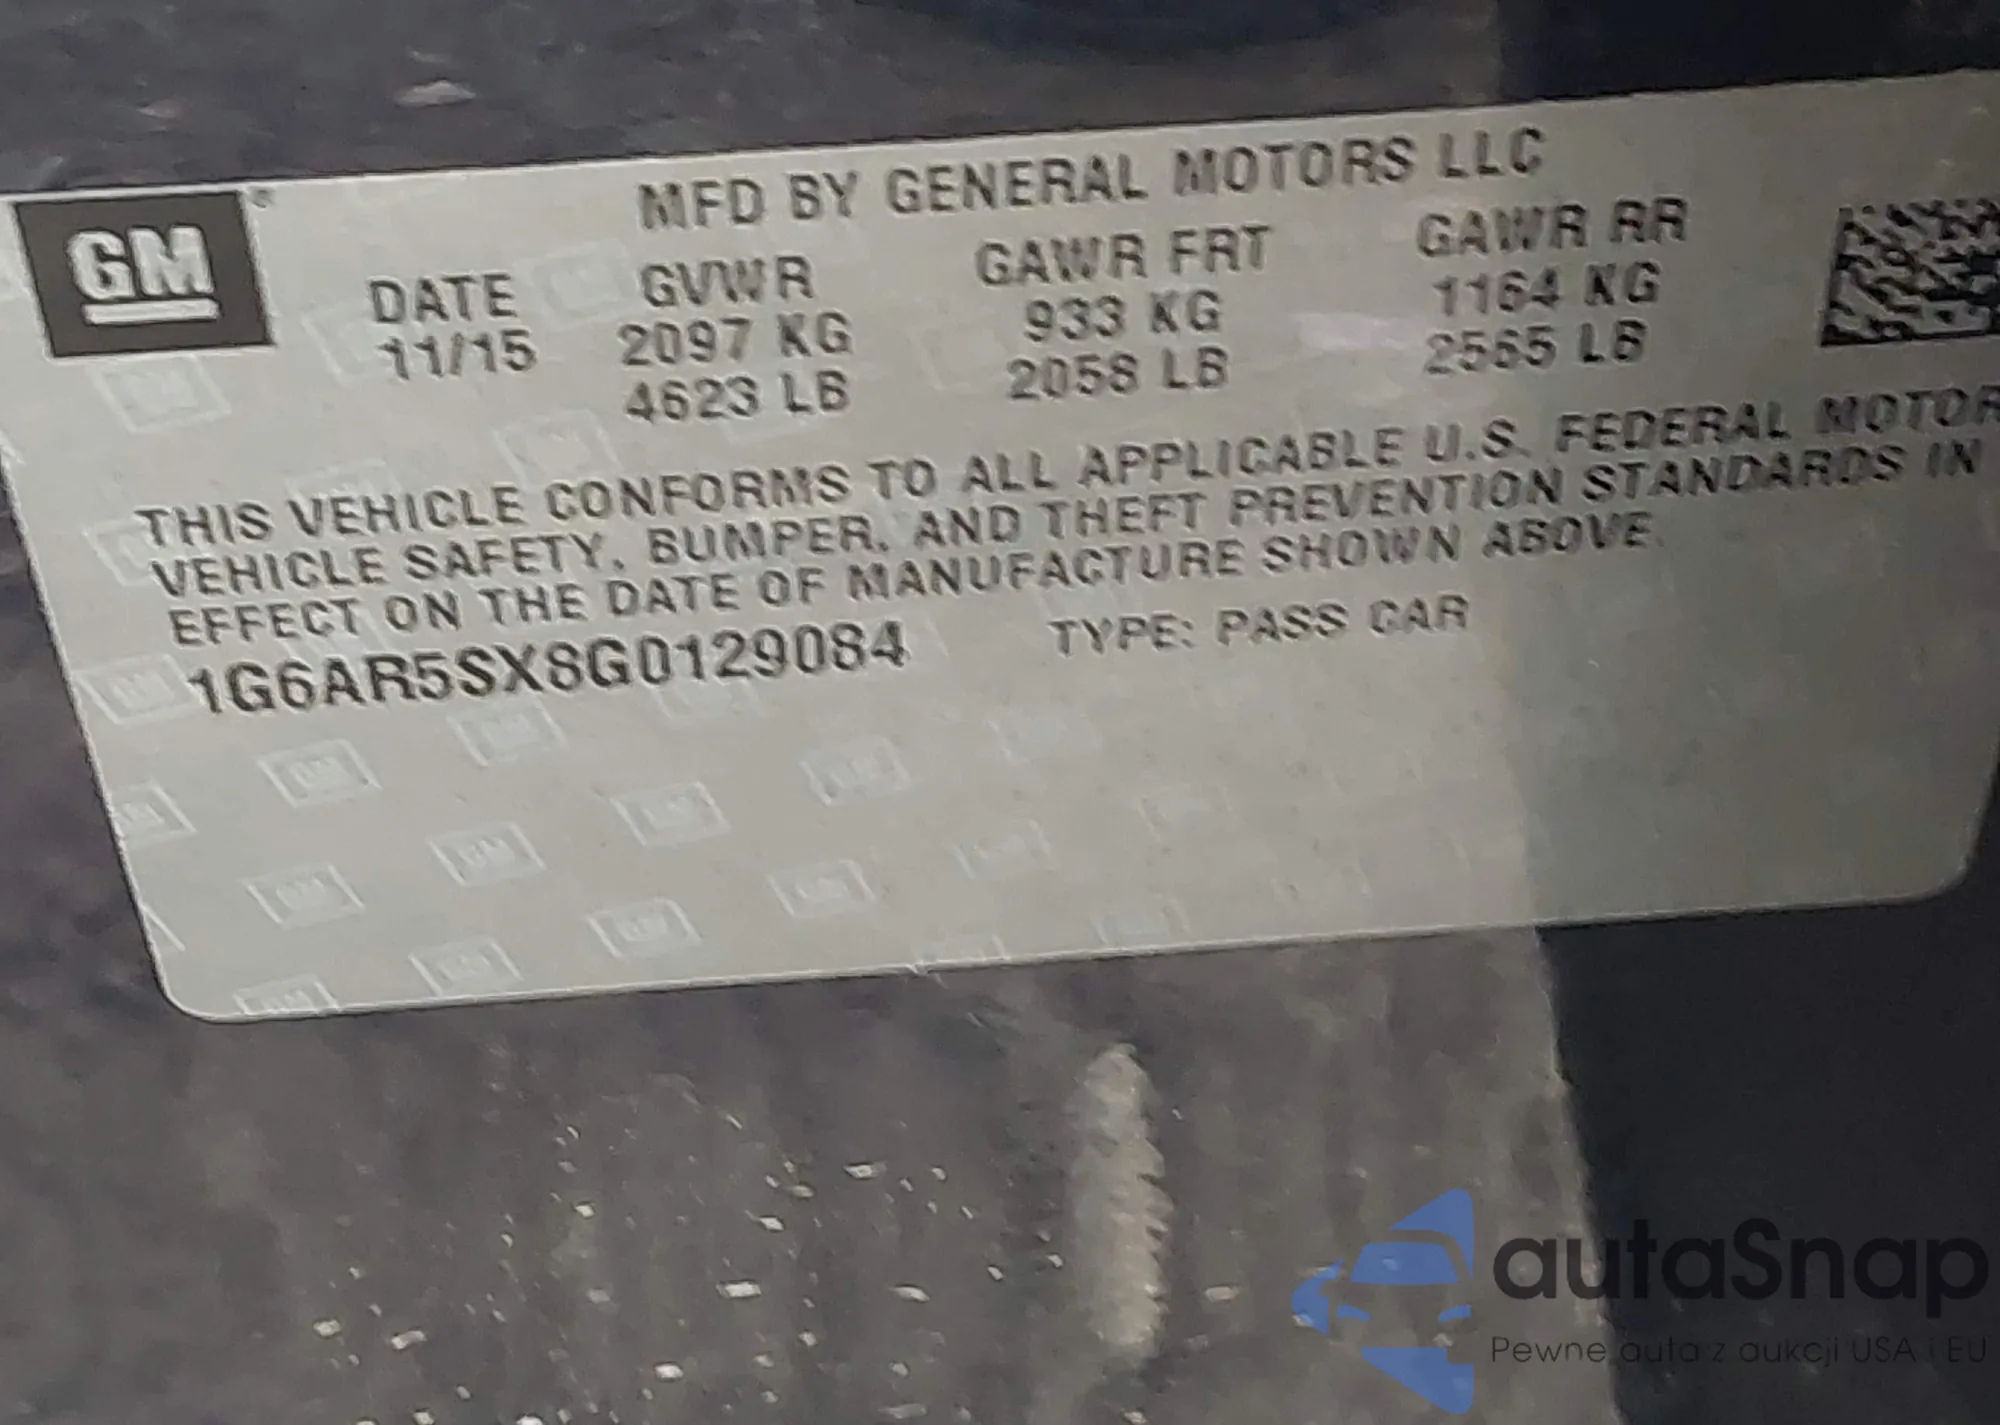 GM
MFD BY GENERAL MOTORS LLC
DATE GVWR GAWR FRT GAWR RR
11/15 2097 KG 933 KG 1164 KG
4623 LB 2058 LB 2565 LB
THIS VEHICLE CONFORMS TO ALL APPLICABLE U.S. FEDERAL MOTOR
VEHICLE SAFETY, BUMPER, AND THEFT PREVENTION STANDARDS IN
EFFECT ON THE DATE OF MANUFACTURE SHOWN ABOVE.
1G6AR5SX8G0129084 TYPE: PASS CAR
autaSnap
Pewne auta z aukcji USA i EU